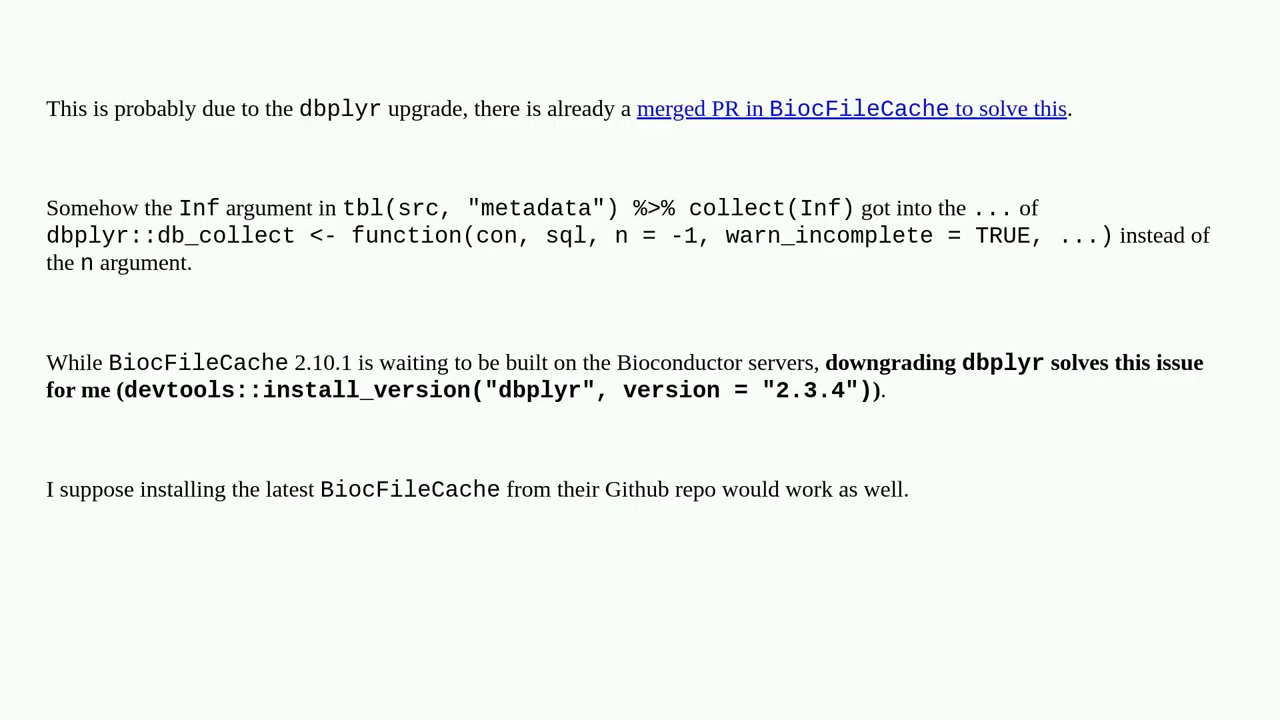 This is probably due to the dbplyr upgrade, there is already a merged PR in BiocFileCache to solve this.
Somehow the Inf argument in tbl(src, "metadata") %>% collect(Inf) got into the ... of
dbplyr::db_collect <- function(con, sql, n = -1, warn_incomplete = TRUE, ...) instead of
the n argument.
While BiocFileCache 2.10.1 is waiting to be built on the Bioconductor servers, downgrading dbplyr solves this issue
for me (devtools::install_version("dbplyr", version = "2.3.4")).
I suppose installing the latest BiocFileCache from their Github repo would work as well.